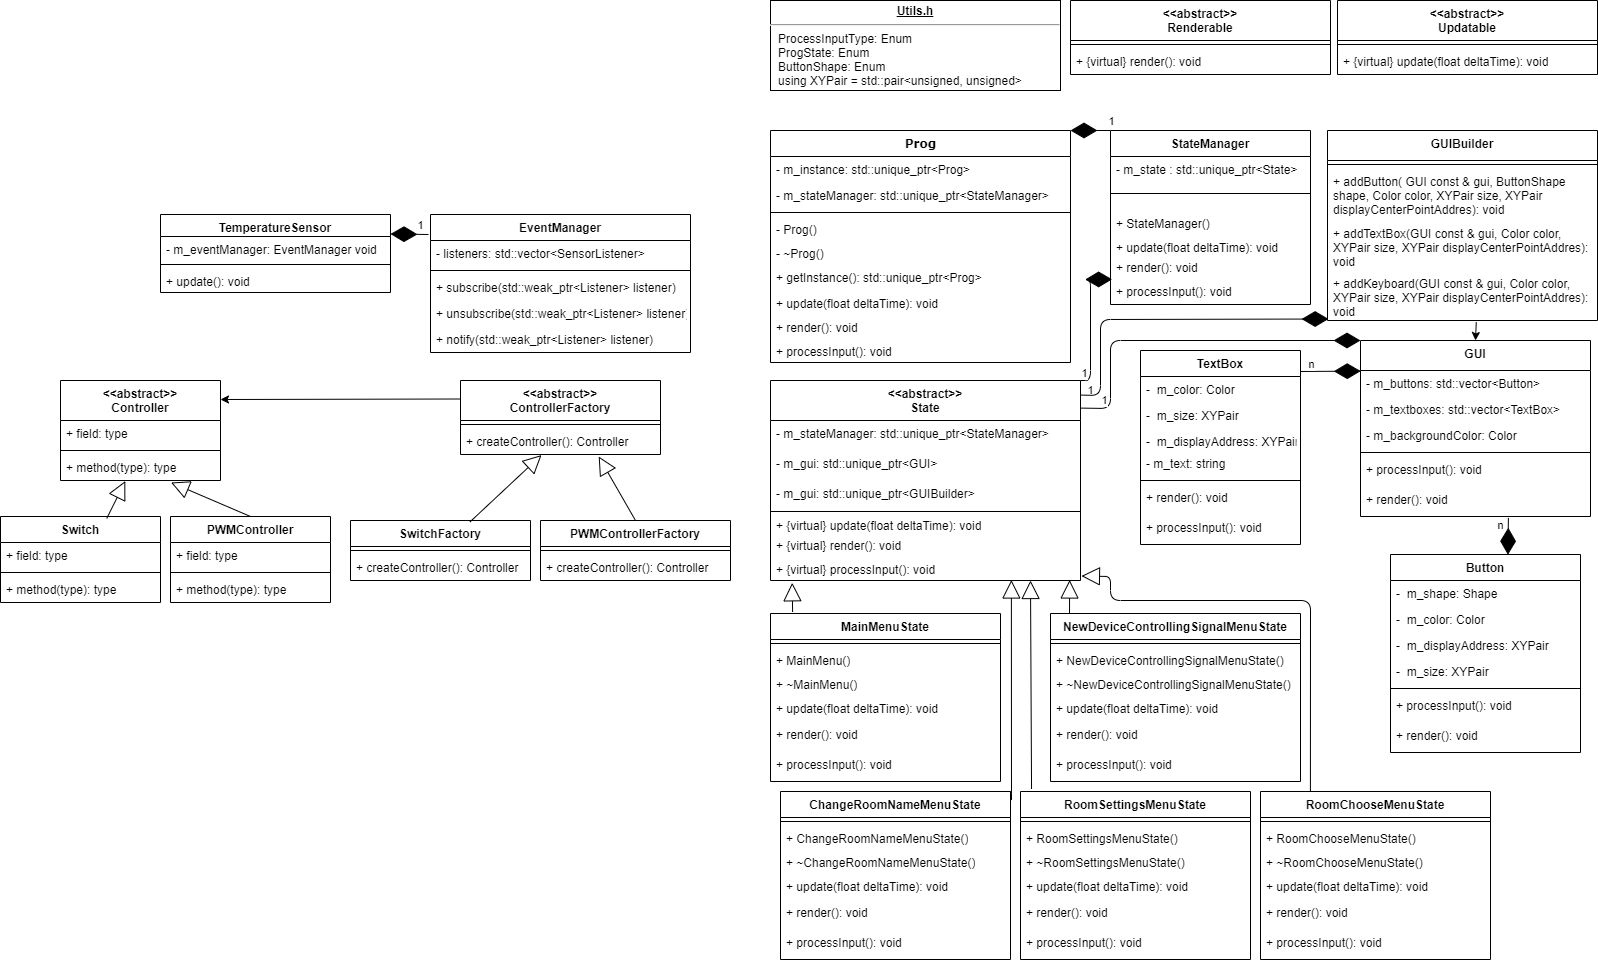 Utils.h
ProcessInputType: Enum
ProgState: Enum
ButtonShape: Enum
using XYPair = std::pair<unsigned, unsigned>
<<abstract>>
Renderable
+ {virtual} render(): void
<<abstract>>
Updatable
+ {virtual} update(float deltaTime): void
Prog
- m_instance: std::unique_ptr<Prog>
- m_stateManager: std::unique_ptr<StateManager>
- Prog()
- ~Prog()
+ getInstance(): std::unique_ptr<Prog>
+ update(float deltaTime): void
+ render(): void
+ processInput(): void
1
StateManager
- m_state : std::unique_ptr<State>
+ StateManager()
+ update(float deltaTime): void
+ render(): void
+ processInput(): void
GUIBuilder
+ addButton( GUI const & gui, ButtonShape
shape, Color color, XYPair size, XYPair
displayCenterPointAddres): void
+ addTextBox(GUI const & gui, Color color,
XYPair size, XYPair displayCenterPointAddres):
void
+ addKeyboard(GUI const & gui, Color color,
XYPair size, XYPair displayCenterPointAddres):
void
TemperatureSensor
- m_eventManager: EventManager void
+ update(): void
1
EventManager
- listeners: std::vector<SensorListener>
+ subscribe(std::weak_ptr<Listener> listener)
+ unsubscribe(std::weak_ptr<Listener> listener
+ notify(std::weak_ptr<Listener> listener)
<<abstract>>
Controller
+ field: type
+ method(type): type
<<abstract>>
ControllerFactory
+ createController(): Controller
Switch
+ field: type
+ method(type): type
PWMController
+ field: type
+ method(type): type
SwitchFactory
+ createController(): Controller
PWMControllerFactory
+ createController(): Controller
<<abstract>>
State
- m_stateManager: std::unique_ptr<StateManager>
- m_gui: std::unique_ptr<GUI>
- m_gui: std::unique_ptr<GUIBuilder>
+ {virtual} update(float deltaTime): void
+ {virtual} render(): void
+ {virtual} processInput(): void
1
1
1
TextBox
- m_color: Color
- m_size: XYPair
- m_displayAddress: XYPai
- m_text: string
+ render(): void
+ processInput(): void
n
GUI
- m_buttons: std::vector<Button>
- m_textboxes: std::vector<TextBox>
- m_backgroundColor: Color
+ processInput(): void
+ render(): void
n
Button
- m_shape: Shape
- m_color: Color
- m_displayAddress: XYPair
- m_size: XYPair
+ processInput(): void
+ render(): void
MainMenuState
+ MainMenu()
+ ~MainMenu()
+ update(float deltaTime): void
+ render(): void
+ processInput(): void
NewDeviceControllingSignalMenuState
+ NewDeviceControllingSignalMenuState()
+ ~NewDeviceControllingSignalMenuState()
+ update(float deltaTime): void
+ render(): void
+ processInput(): void
ChangeRoomNameMenuState
+ ChangeRoomNameMenuState()
+ ~ChangeRoomNameMenuState()
+ update(float deltaTime): void
+ render(): void
+ processInput(): void
RoomSettingsMenuState
+ RoomSettingsMenuState()
+ ~RoomSettingsMenuState()
+ update(float deltaTime): void
+ render(): void
+ processInput(): void
RoomChooseMenuState
+ RoomChooseMenuState()
+ ~RoomChooseMenuState()
+ update(float deltaTime): void
+ render(): void
+ processInput(): void